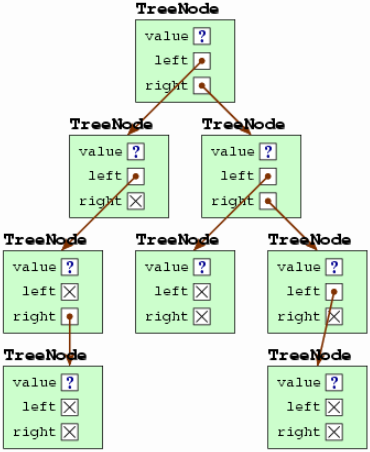 TreeNode
value ?
left
right
TreeNode TreeNode
value ? value ?
left left
right right
TreeNode TreeNode TreeNode
value ? value ? value ?
left left left
right right right
TreeNode TreeNode
value ? value ?
left left
right right